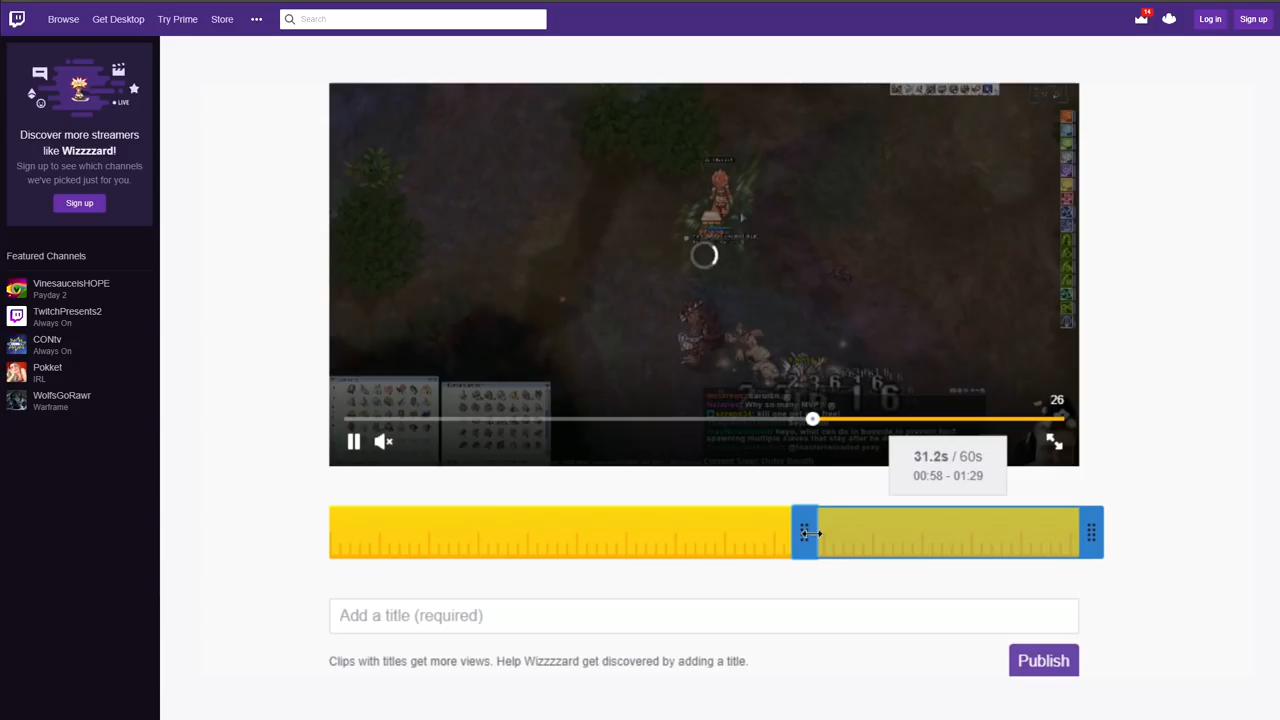 Browse Get Desktop Try Prime Store ••• Search 14 Log in Sign up
LIVE
Discover more streamers
like Wizzzzard!
Sign up to see which channels
we've picked just for you.
Sign up
Featured Channels
VinesauceisHOPE
Payday 2
TwitchPresents2
Always On
CONtv
Always On
Pokket
IRL
WolfsGoRawr
Warframe
26
31.2s / 60s
00:58 - 01:29
Add a title (required)
Clips with titles get more views. Help Wizzzzard get discovered by adding a title.
Publish